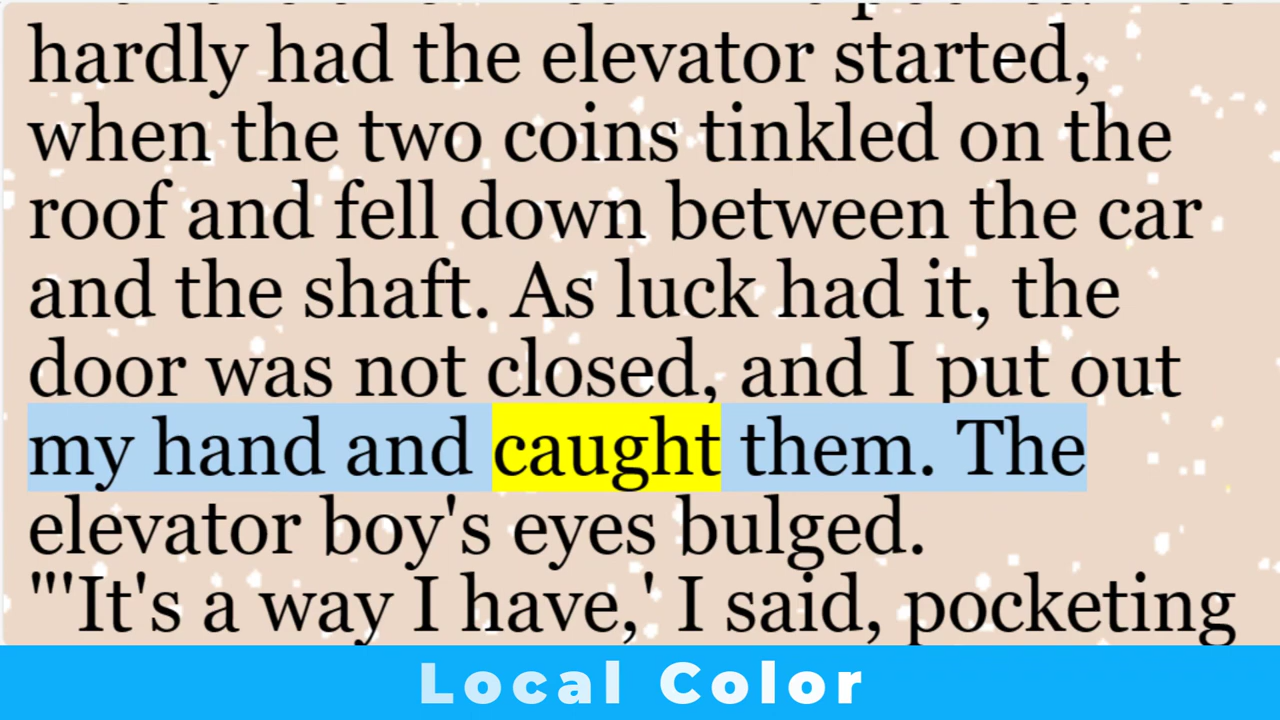 hardly had the elevator started,
when the two coins tinkled on the
roof and fell down between the car
and the shaft. As luck had it, the
door was not closed, and I put out
my hand and caught them. The
elevator boy's eyes bulged.
"'It's a way I have,' I said, pocketing
Local Color